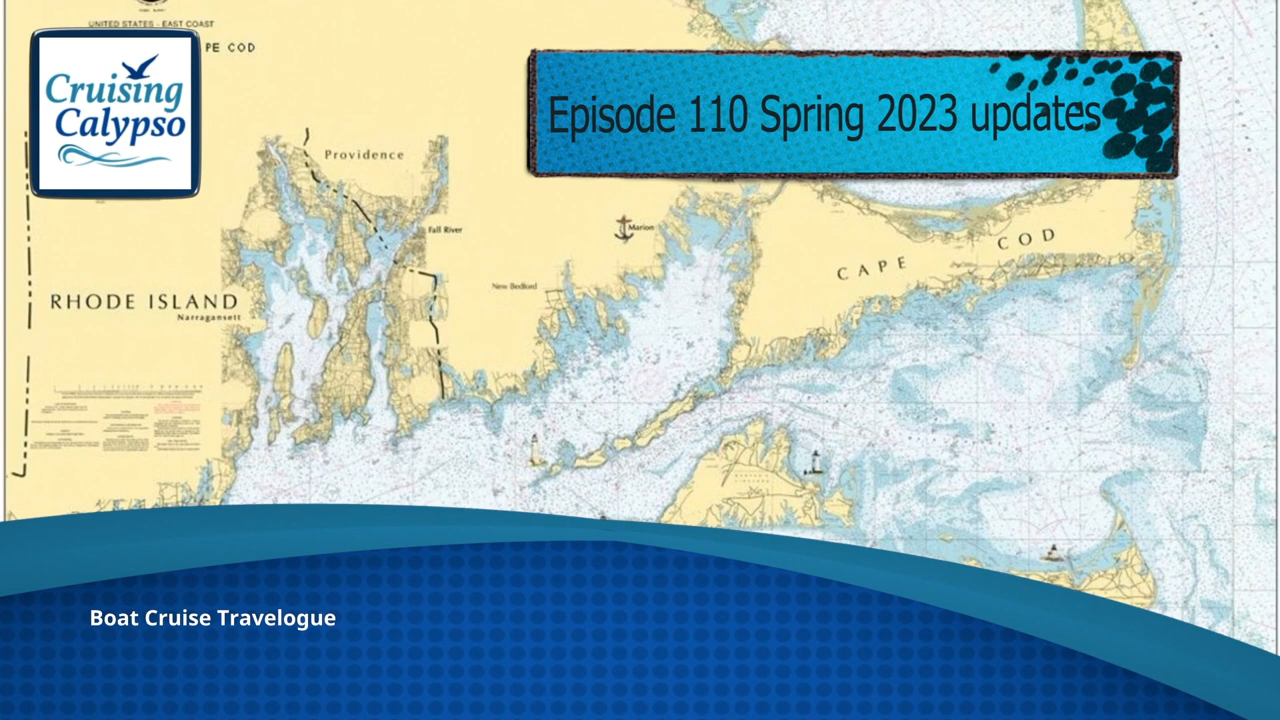 UNITED STATES - EAST COAST
PE COD
Cruising
Calypso
Episode 110 Spring 2023 updates
Providence
Fall River
Marion
CAPE COD
New Bedford
RHODE ISLAND
Narragansett
Boat Cruise Travelogue